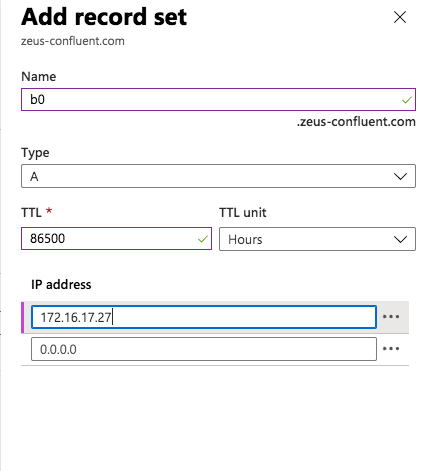 Add record set
zeus-confluent.com
Name
b0
.zeus-confluent.com
Type
A
TTL * TTL unit
86500 Hours
IP address
172.16.17.27
0.0.0.0